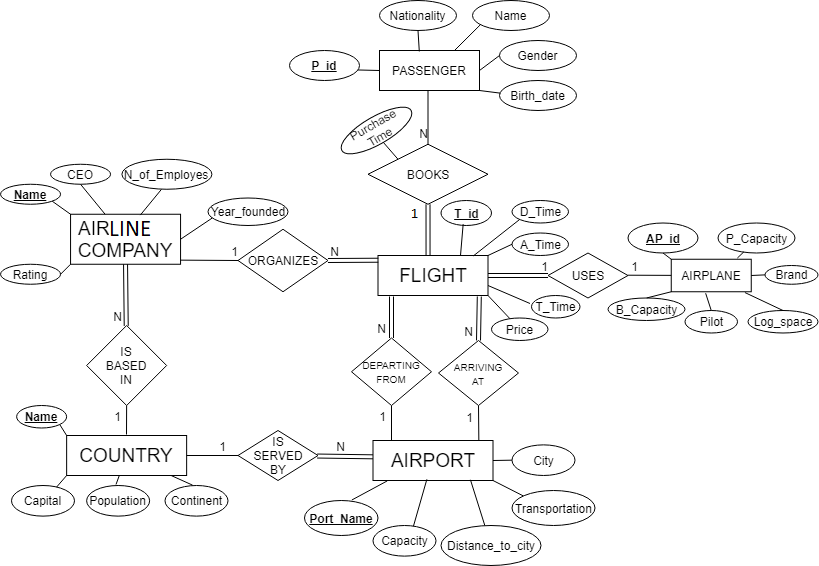 Nationality
Name
P_id
PASSENGER
Gender
Birth_date
Purchase
Time
N
BOOKS
1
CEO
N_of_Employes
Name
Year_founded
AIRLINE
COMPANY
Rating
1
ORGANIZES
N
T_id
D_Time
A_Time
FLIGHT
T_Time
Price
1
USES
1
AP_id
P_Capacity
AIRPLANE
Brand
B_Capacity
Pilot
Log_space
N
IS
BASED
IN
1
N
DEPARTING
FROM
1
N
ARRIVING
AT
1
Name
COUNTRY
Capital
Population
Continent
1
IS
SERVED
BY
N
AIRPORT
City
Transportation
Port_Name
Capacity
Distance_to_city